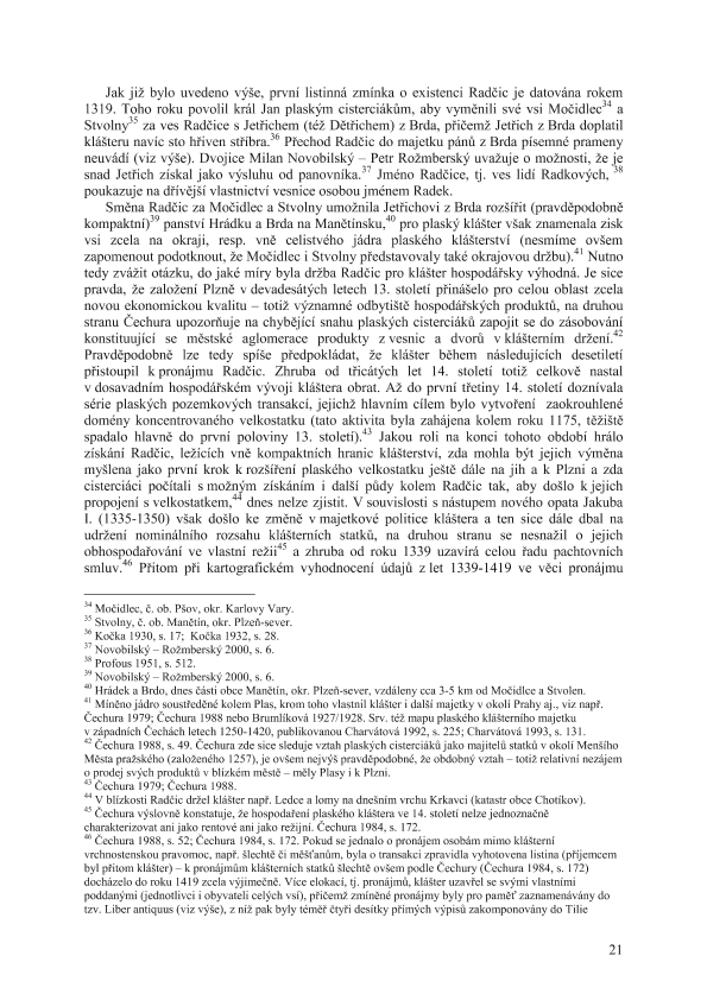 Jak již bylo uvedeno výše, první listinná zmínka o existenci Radčic je datována rokem
1319. Toho roku povolil král Jan plaským cisterciákům, aby vyměnili své vsi Močidlec34 a
Stvolny35 za ves Radčice s Jetřichem (též Dětřichem) z Brda, přičemž Jetřich z Brda doplatil
klášteru navíc sto hřiven stříbra.36 Přechod Radčic do majetku pánů z Brda písemné prameny
neuvádí (viz výše). Dvojice Milan Novobilský – Petr Rožmberský uvažuje o možnosti, že je
snad Jetřich získal jako výsluhu od panovníka.37 Jméno Radčice, tj. ves lidí Radkových, 38
poukazuje na dřívější vlastnictví vesnice osobou jménem Radek.
Směna Radčic za Močidlec a Stvolny umožnila Jetřichovi z Brda rozšířit (pravděpodobně
kompaktní)39 panství Hrádku a Brda na Manětínsku,40 pro plaský klášter však znamenala zisk
vsi zcela na okraji, resp. vně celistvého jádra plaského klášterství (nesmíme ovšem
zapomenout podotknout, že Močidlec i Stvolny představovaly také okrajovou držbu).41 Nutno
tedy zvážit otázku, do jaké míry byla držba Radčic pro klášter hospodářsky výhodná. Je sice
pravda, že založení Plzně v devadesátých letech 13. století přinášelo pro celou oblast zcela
novou ekonomickou kvalitu – totiž významné odbytiště hospodářských produktů, na druhou
stranu Čechura upozorňuje na chybějící snahu plaských cisterciáků zapojit se do zásobování
konstituující se městské aglomerace produkty z vesnic a dvorů v klášterním držení.42
Pravděpodobně lze tedy spíše předpokládat, že klášter během následujících desetiletí
přistoupil k pronájmu Radčic. Zhruba od třicátých let 14. století totiž celkově nastal
v dosavadním hospodářském vývoji kláštera obrat. Až do první třetiny 14. století doznívala
série plaských pozemkových transakcí, jejichž hlavním cílem bylo vytvoření zaokrouhlené
domény koncentrovaného velkostatku (tato aktivita byla zahájena kolem roku 1175, těžiště
spadalo hlavně do první poloviny 13. století).43 Jakou roli na konci tohoto období hrálo
získání Radčic, ležících vně kompaktních hranic klášterství, zda mohla být jejich výměna
myšlena jako první krok k rozšíření plaského velkostatku ještě dále na jih a k Plzni a zda
cisterciáci počítali s možným získáním i další půdy kolem Radčic tak, aby došlo k jejich
propojení s velkostatkem,44 dnes nelze zjistit. V souvislosti s nástupem nového opata Jakuba
I. (1335-1350) však došlo ke změně v majetkové politice kláštera a ten sice dále dbal na
udržení nominálního rozsahu klášterních statků, na druhou stranu se nesnažil o jejich
obhospodařování ve vlastní režii45 a zhruba od roku 1339 uzavírá celou řadu pachtovních
smluv.46 Přitom při kartografickém vyhodnocení údajů z let 1339-1419 ve věci pronájmu
34 Močidlec, č. ob. Pšov, okr. Karlovy Vary.
35 Stvolny, č. ob. Manětín, okr. Plzeň-sever.
36 Kočka 1930, s. 17; Kočka 1932, s. 28.
37 Novobilský – Rožmberský 2000, s. 6.
38 Profous 1951, s. 512.
39 Novobilský – Rožmberský 2000, s. 6.
40 Hrádek a Brdo, dnes části obce Manětín, okr. Plzeň-sever, vzdáleny cca 3-5 km od Močidlce a Stvolen.
41 Míněno jádro soustředěné kolem Plas, krom toho vlastnil klášter i další majetky v okolí Prahy aj., viz např.
Čechura 1979; Čechura 1988 nebo Brumlíková 1927/1928. Srv. též mapu plaského klášterního majetku
v západních Čechách letech 1250-1420, publikovanou Charvátová 1992, s. 225; Charvátová 1993, s. 131.
42 Čechura 1988, s. 49. Čechura zde sice sleduje vztah plaských cisterciáků jako majitelů statků v okolí Menšího
Města pražského (založeného 1257), je ovšem nejvýš pravděpodobné, že obdobný vztah – totiž relativní nezájem
o prodej svých produktů v blízkém městě – měly Plasy i k Plzni.
43 Čechura 1979; Čechura 1988.
44 V blízkosti Radčic držel klášter např. Ledce a lomy na dnešním vrchu Krkavci (katastr obce Chotíkov).
45 Čechura výslovně konstatuje, že hospodaření plaského kláštera ve 14. století nelze jednoznačně
charakterizovat ani jako rentové ani jako režijní. Čechura 1984, s. 172.
46 Čechura 1988, s. 52; Čechura 1984, s. 172. Pokud se jednalo o pronájem osobám mimo klášterní
vrchnostenskou pravomoc, např. šlechtě či měšťanům, byla o transakci zpravidla vyhotovena listina (příjemcem
byl přitom klášter) – k pronájmům klášterních statků šlechtě ovšem podle Čechury (Čechura 1984, s. 172)
docházelo do roku 1419 zcela výjimečně. Více elokací, tj. pronájmů, klášter uzavřel se svými vlastními
poddanými (jednotlivci i obyvateli celých vsí), přičemž zmíněné pronájmy byly pro paměť zaznamenávány do
tzv. Liber antiquus (viz výše), z níž pak byly téměř čtyři desítky přímých výpisů zakomponovány do Tilie
21